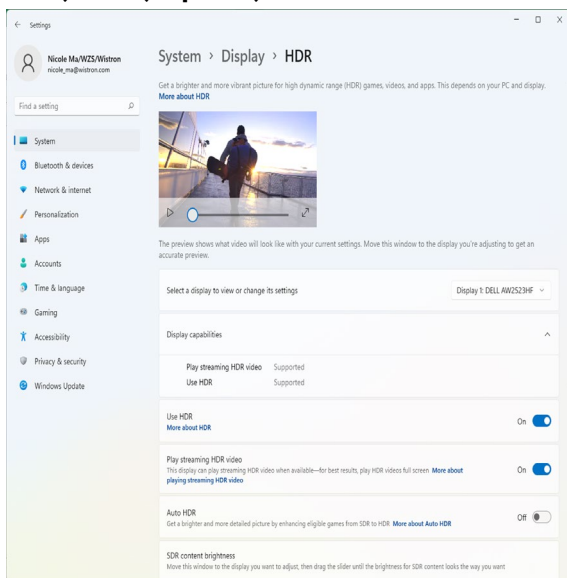 Settings
Nicole Ma/WZS/Wistron
nicole_ma@wistron.com
Find a setting
System
Bluetooth & devices
Network & internet
Personalization
Apps
Accounts
Time & language
Gaming
Accessibility
Privacy & security
Windows Update
System > Display > HDR
Get a brighter and more vibrant picture for high dynamic range (HDR) games, videos, and apps. This depends on your PC and display.
More about HDR
The preview shows what video will look like with your current settings. Move this window to the display you're adjusting to get an
accurate preview.
Select a display to view or change its settings
Display 1: DELL AW2523HF
Display capabilities
Play streaming HDR video Supported
Use HDR Supported
Use HDR
More about HDR
On
Play streaming HDR video
This display can play streaming HDR video when available—for best results, play HDR videos full screen More about
playing streaming HDR video
On
Auto HDR
Get a brighter and more detailed picture by enhancing eligible games from SDR to HDR More about Auto HDR
Off
SDR content brightness
Move this window to the display you want to adjust, then drag the slider until the brightness for SDR content looks the way you want